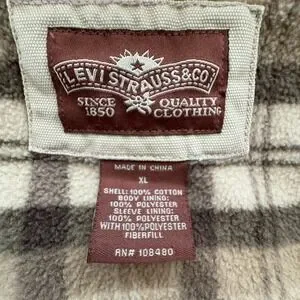 LEVI STRAUSS & CO
SINCE QUALITY
1850 CLOTHING
MADE IN CHINA
XL
SHELL: 100% COTTON
BODY LINING:
100% POLYESTER
SLEEVE LINING:
100% POLYESTER
WITH 100% POLYESTER
FIBERFILL
RN# 108480